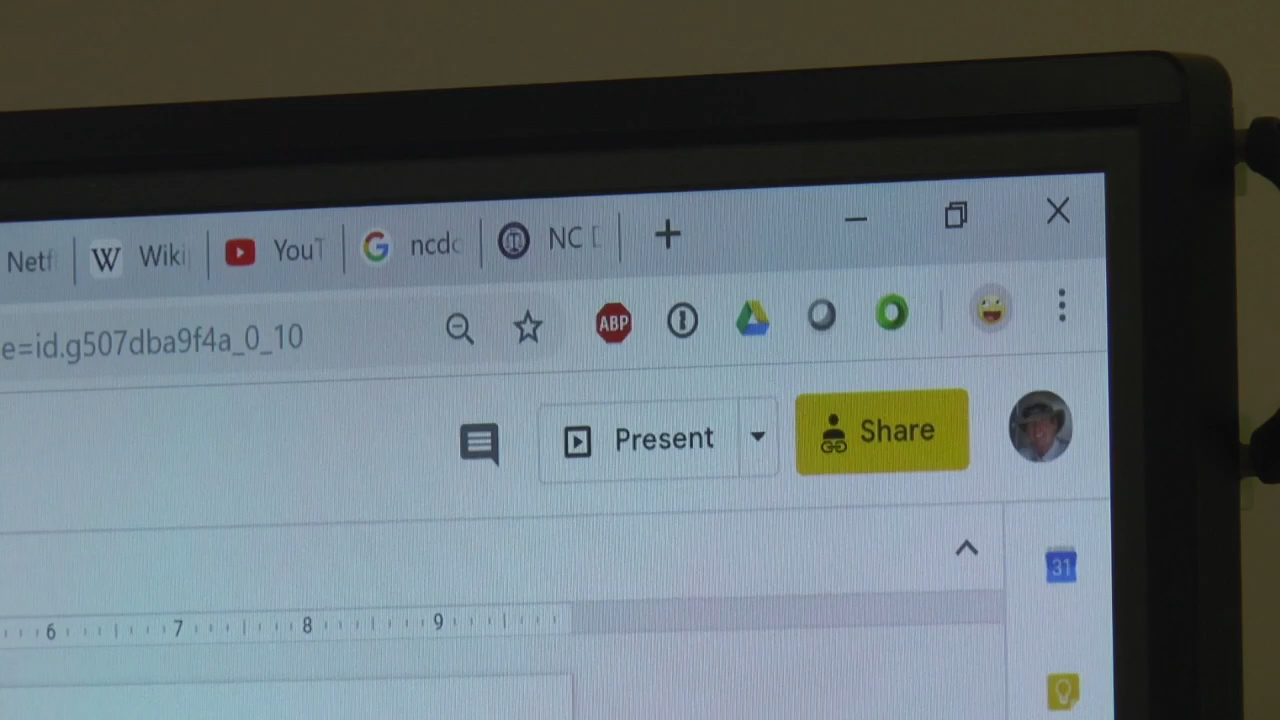 Netf W Wiki YouT G ncdc NC D +
e=id.g507dba9f4a_0_10 ABP
Present Share
31
6 7 8 9